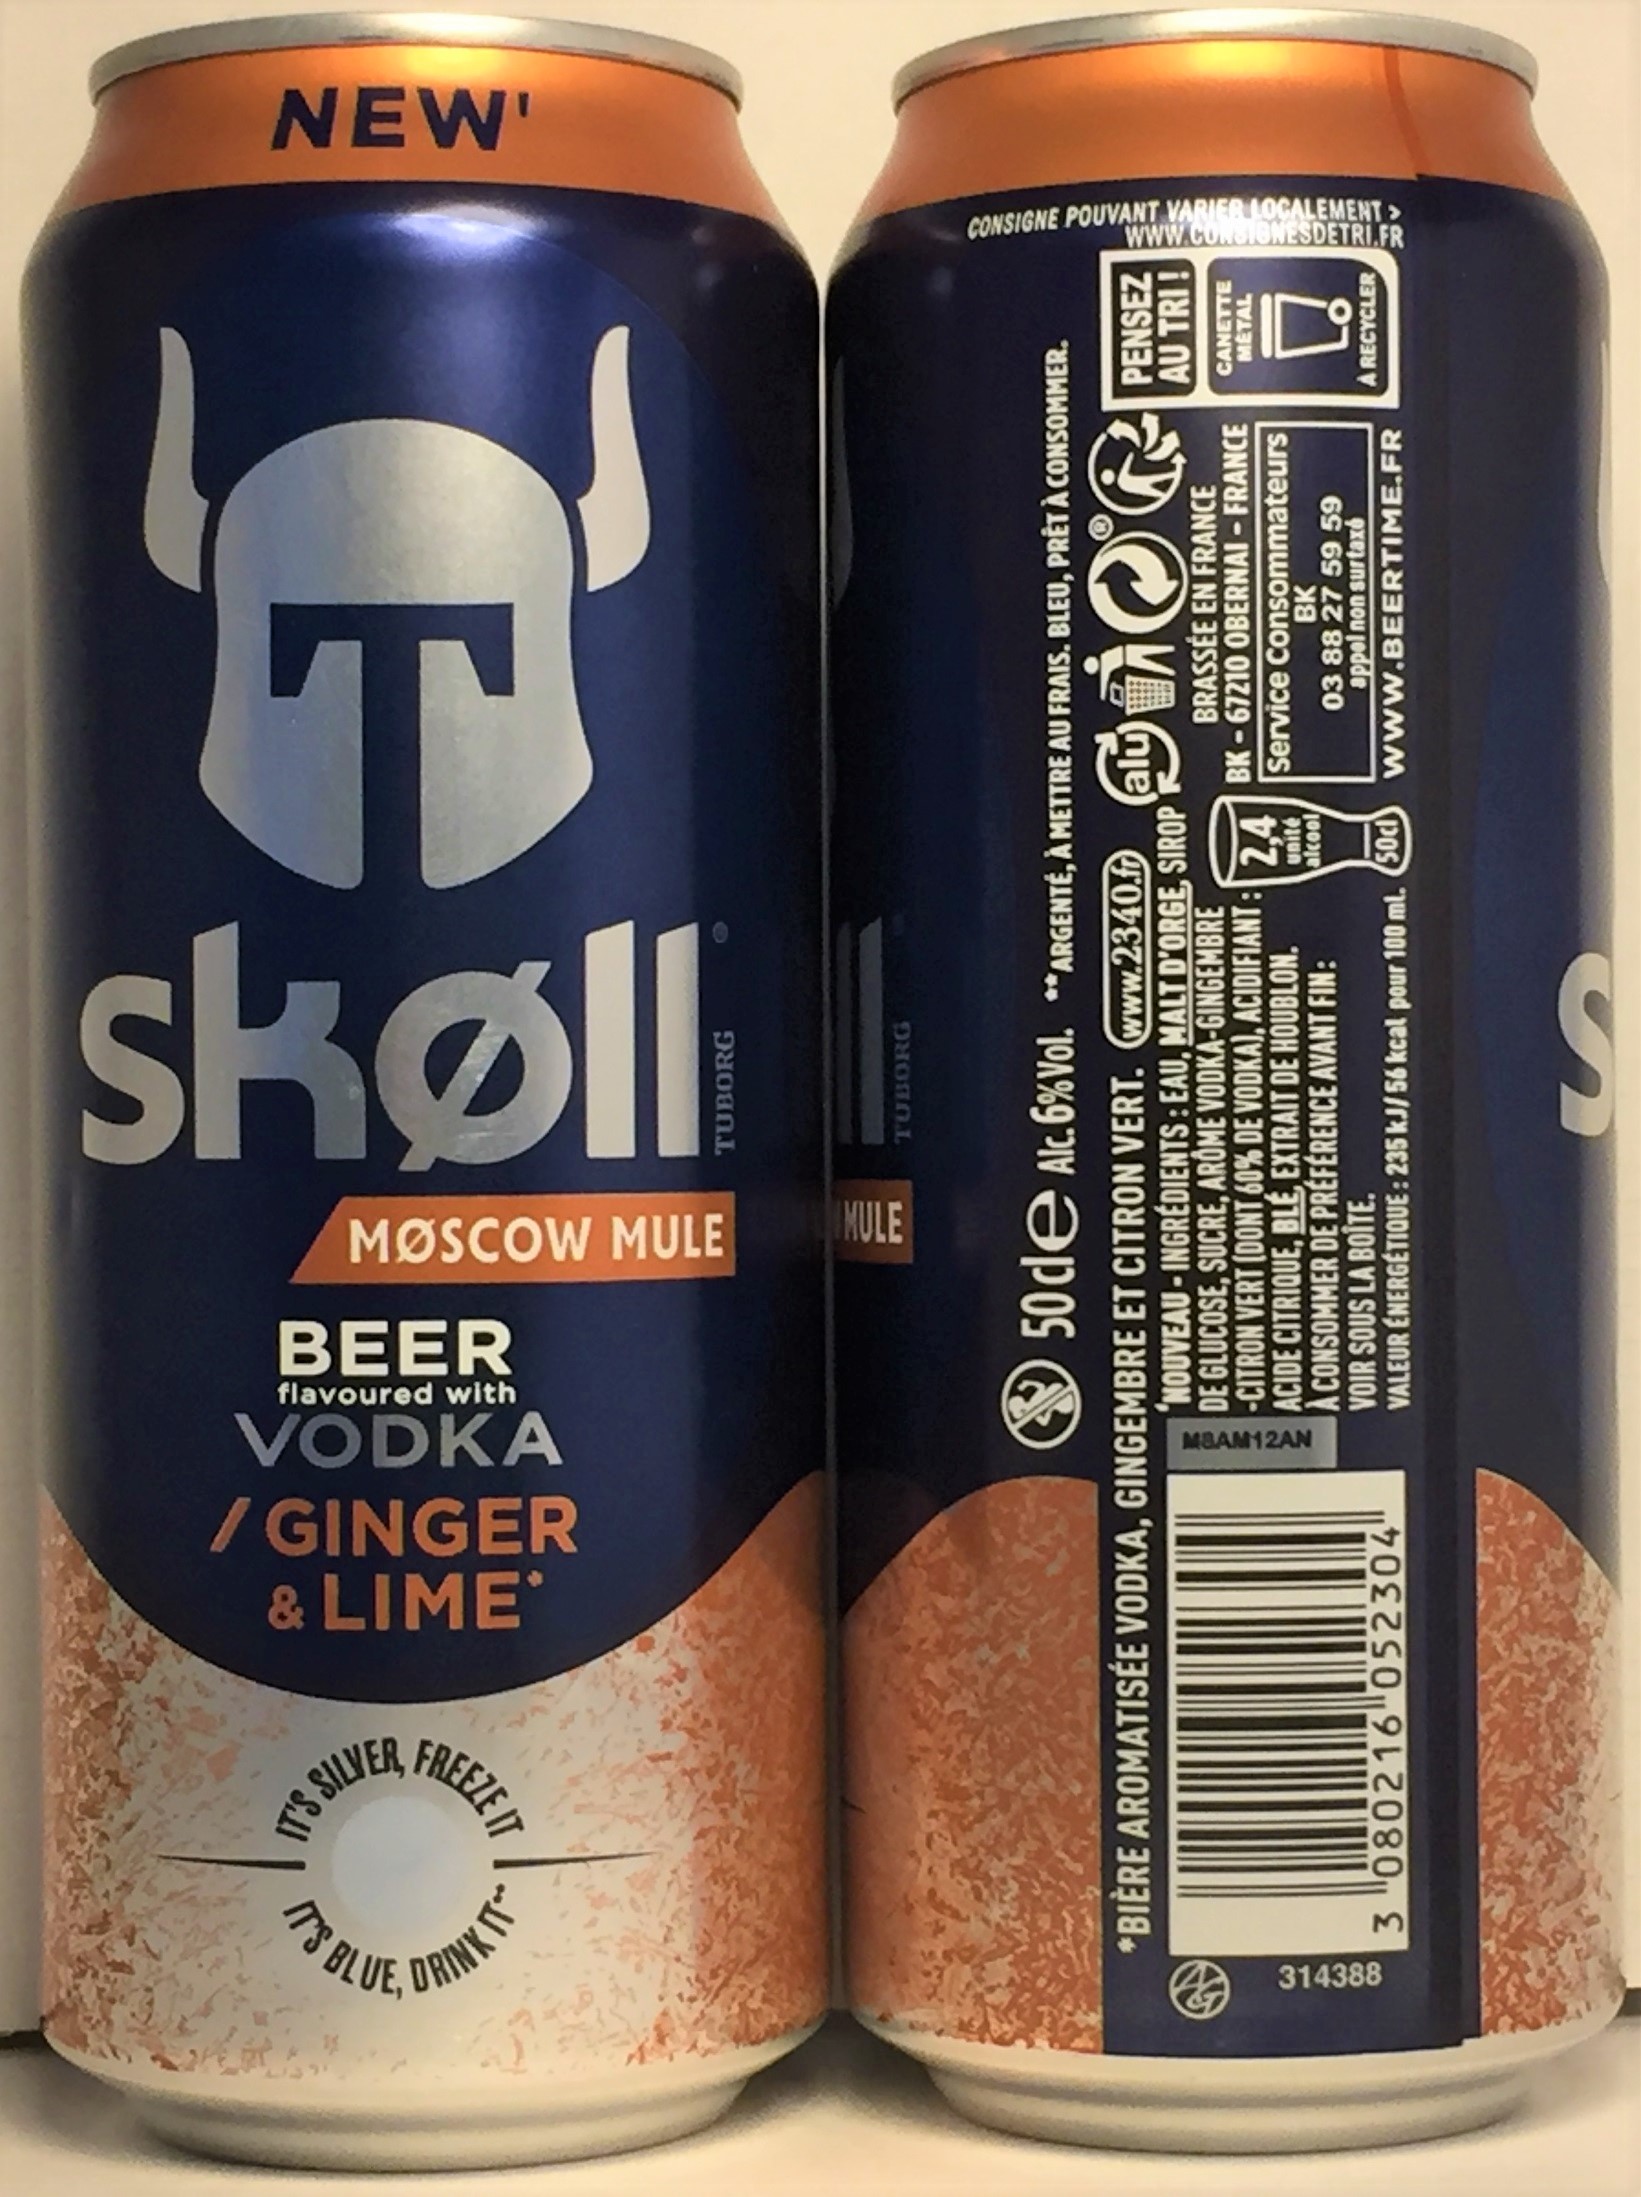 NEW'
T
skøll
TUBORG
MØSCOW MULE
BEER
flavoured with
VODKA
/ GINGER
& LIME*
IT'S SILVER, FREEZE IT
IT'S BLUE, DRINK IT**
ll
TUBORG
MULE
s
CONSIGNE POUVANT VARIER LOCALEMENT >
WWW.CONSIGNESDETRI.FR
PENSEZ
AU TRI !
CANETTE
MÉTAL
À RECYCLER
50cl e Alc. 6% Vol. **ARGENTÉ, À METTRE AU FRAIS. BLEU, PRÊT À CONSOMMER.
*BIÈRE AROMATISÉE VODKA, GINGEMBRE ET CITRON VERT. www.2340.fr alu ®
'NOUVEAU - INGRÉDIENTS : EAU, MALT D'ORGE, SIROP
DE GLUCOSE, SUCRE, ARÔME VODKA-GINGEMBRE
-CITRON VERT (DONT 60% DE VODKA), ACIDIFIANT :
ACIDE CITRIQUE, BLÉ, EXTRAIT DE HOUBLON.
À CONSOMMER DE PRÉFÉRENCE AVANT FIN :
VOIR SOUS LA BOÎTE.
VALEUR ÉNERGÉTIQUE : 235 kJ / 56 kcal pour 100 ml.
2,4
unité
alcool
50cl
BRASSÉE EN FRANCE
BK - 67210 OBERNAI - FRANCE
Service Consommateurs
BK
03 88 27 59 59
appel non surtaxé
WWW.BEERTIME.FR
M8AM12AN
3 080216 052304
314388